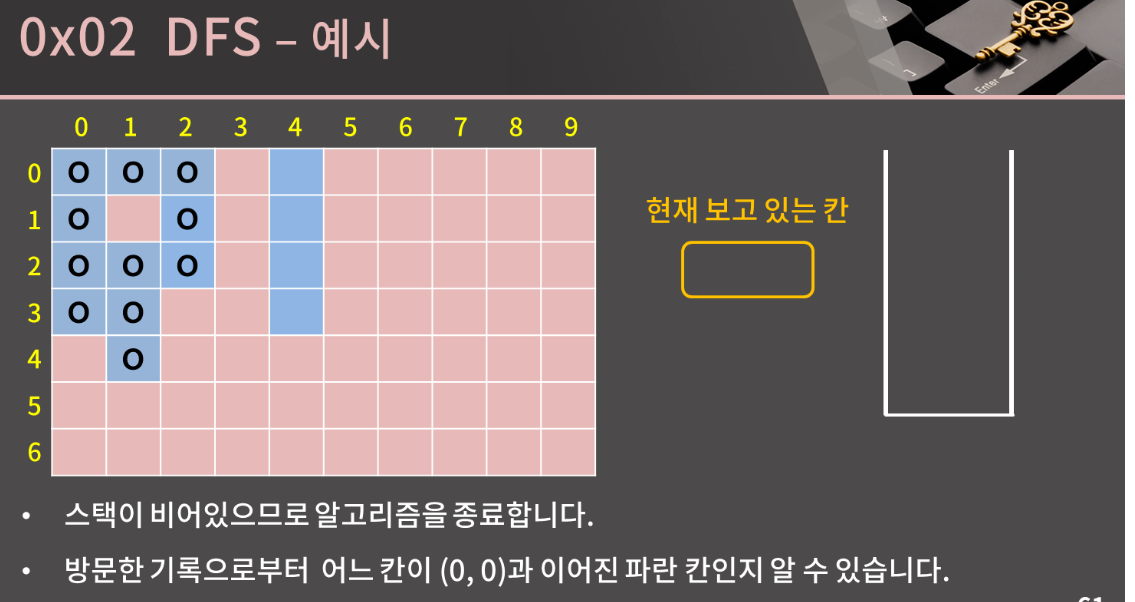 0x02 DFS – 예시
Enter
0 1 2 3 4 5 6 7 8 9
0 O O O
1 O O
2 O O O
3 O O
4 O
5
6
현재 보고 있는 칸
• 스택이 비어있으므로 알고리즘을 종료합니다.
• 방문한 기록으로부터 어느 칸이 (0, 0)과 이어진 파란 칸인지 알 수 있습니다.